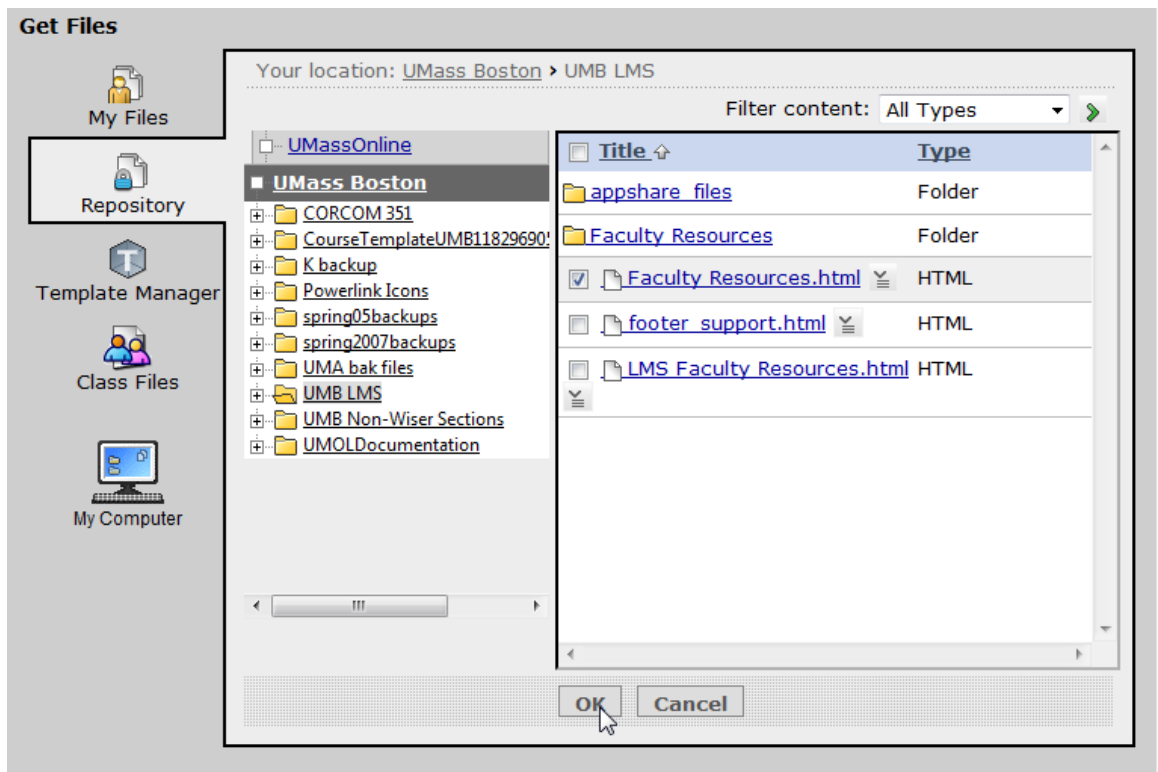 Get Files
My Files
Repository
Template Manager
Class Files
My Computer
Your location: UMass Boston › UMB LMS
Filter content: All Types
UMassOnline
UMass Boston
CORCOM 351
CourseTemplateUMB11829690
K backup
Powerlink Icons
spring05backups
spring2007backups
UMA bak files
UMB LMS
UMB Non-Wiser Sections
UMOLDocumentation
Title Type
appshare_files Folder
Faculty Resources Folder
Faculty Resources.html HTML
footer_support.html HTML
LMS Faculty Resources.html HTML
OK Cancel